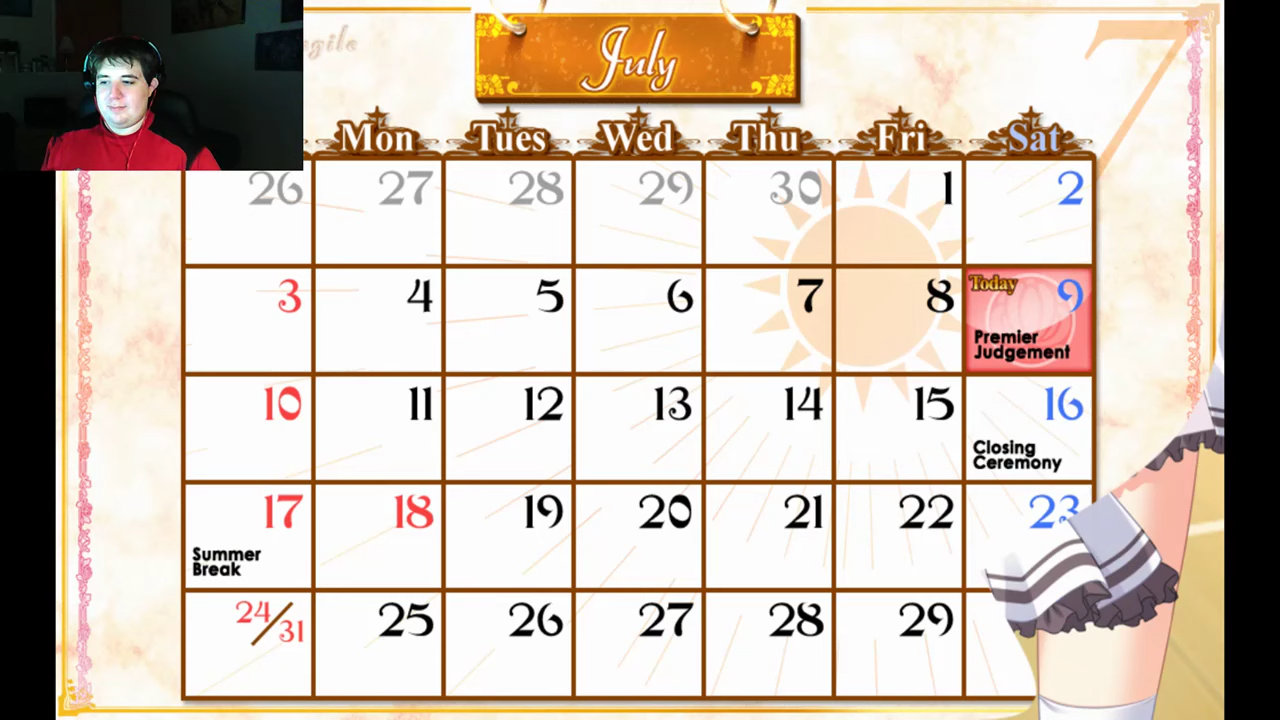 July
7
Mon Tues Wed Thu Fri Sat
26 27 28 29 30 1 2
3 4 5 6 7 8 Today 9
Premier
Judgement
10 11 12 13 14 15 16
Closing
Ceremony
17 18 19 20 21 22 23
Summer
Break
24/31 25 26 27 28 29